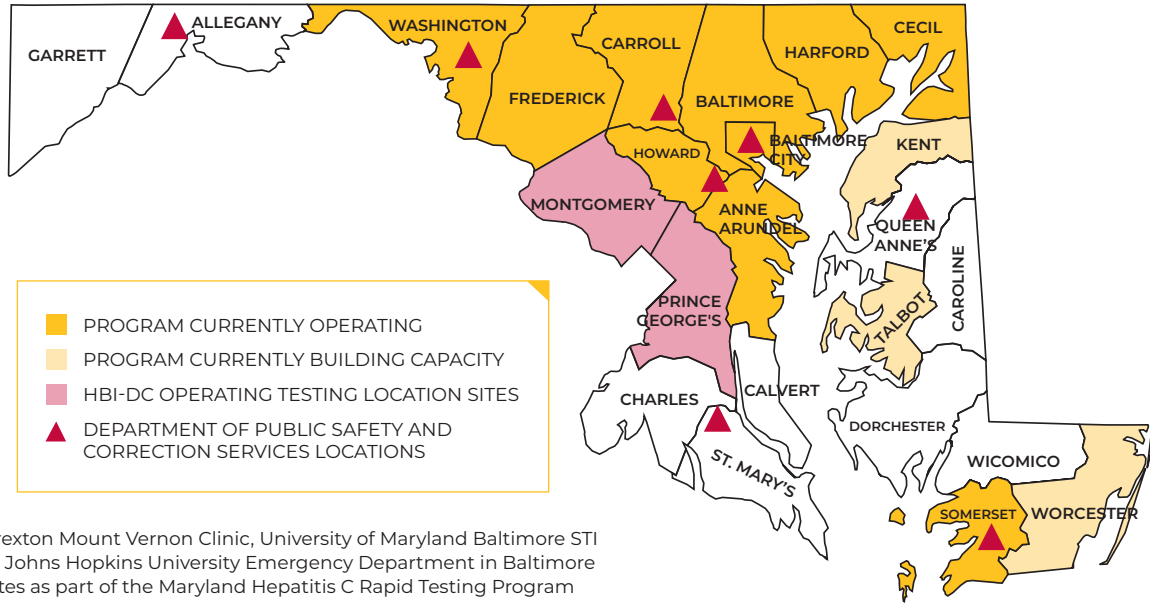 GARRETT
ALLEGANY
WASHINGTON
FREDERICK
CARROLL
BALTIMORE
HARFORD
CECIL
BALTIMORE
CITY
KENT
HOWARD
MONTGOMERY
ANNE
ARUNDEL
QUEEN
ANNE'S
CAROLINE
TALBOT
PRINCE
GEORGE'S
CHARLES
CALVERT
ST. MARY'S
DORCHESTER
WICOMICO
SOMERSET
WORCESTER
PROGRAM CURRENTLY OPERATING
PROGRAM CURRENTLY BUILDING CAPACITY
HBI-DC OPERATING TESTING LOCATION SITES
DEPARTMENT OF PUBLIC SAFETY AND
CORRECTION SERVICES LOCATIONS
Mount Vernon Clinic, University of Maryland Baltimore STI
Johns Hopkins University Emergency Department in Baltimore
as part of the Maryland Hepatitis C Rapid Testing Program